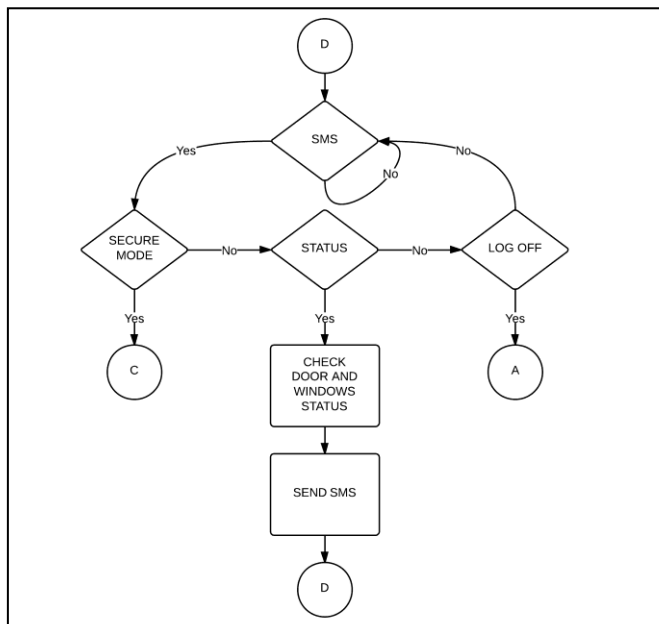 D
SMS
Yes
No
No
SECURE
MODE
No
STATUS
No
LOG OFF
Yes
Yes
Yes
C
CHECK
DOOR AND
WINDOWS
STATUS
A
SEND SMS
D